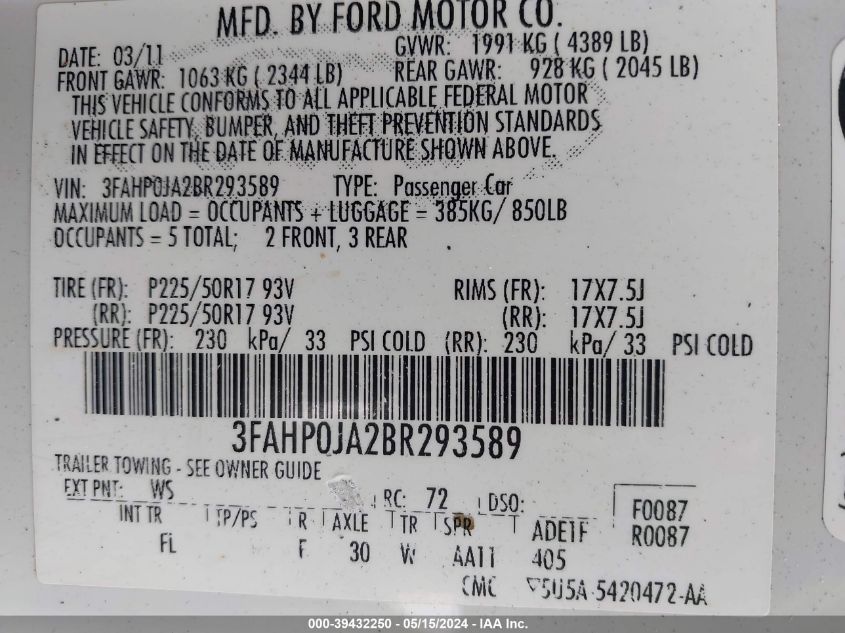 MFD. BY FORD MOTOR CO.
DATE: 03/11 GVWR: 1991 KG ( 4389 LB)
FRONT GAWR: 1063 KG ( 2344 LB) REAR GAWR: 928 KG ( 2045 LB)
THIS VEHICLE CONFORMS TO ALL APPLICABLE FEDERAL MOTOR
VEHICLE SAFETY, BUMPER, AND THEFT PREVENTION STANDARDS
IN EFFECT ON THE DATE OF MANUFACTURE SHOWN ABOVE.
VIN: 3FAHP0JA2BR293589 TYPE: Passenger Car
MAXIMUM LOAD = OCCUPANTS + LUGGAGE = 385KG/ 850LB
OCCUPANTS = 5 TOTAL; 2 FRONT, 3 REAR
TIRE (FR): P225/50R17 93V RIMS (FR): 17X7.5J
(RR): P225/50R17 93V (RR): 17X7.5J
PRESSURE (FR): 230 kPa/ 33 PSI COLD (RR): 230 kPa/ 33 PSI COLD
3FAHP0JA2BR293589
TRAILER TOWING - SEE OWNER GUIDE
EXT PNT: WS RC: 72 DSO: F0087
INT TR TP/PS R AXLE TR SPR ADE1F R0087
FL F 30 W AA11 405
CMC 5U5A-5420472-AA
000-39432250 - 05/15/2024 - IAA Inc.